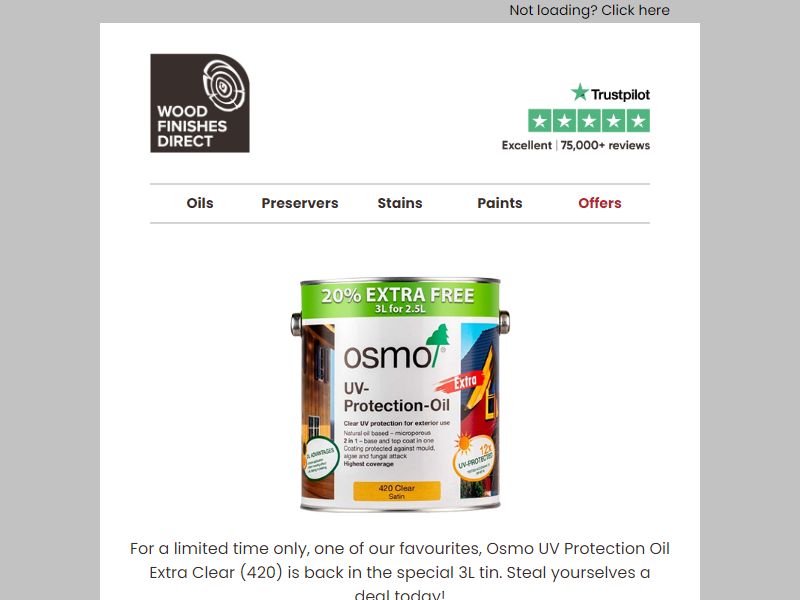 Not loading? Click here
WOOD
FINISHES
DIRECT
Trustpilot
Excellent | 75,000+ reviews
Oils
Preservers
Stains
Paints
Offers
20% EXTRA FREE
3L for 2.5L
osmo®
UV-
Protection-Oil
Extra
Clear UV protection for exterior use
Natural oil based – microporous
2 in 1 – base and top coat in one
Coating protected against mould,
algae and fungal attack
Highest coverage
ADVANTAGES
12x
UV-PROTECTION
420 Clear
Satin
For a limited time only, one of our favourites, Osmo UV Protection Oil
Extra Clear (420) is back in the special 3L tin. Steal yourselves a
deal today!